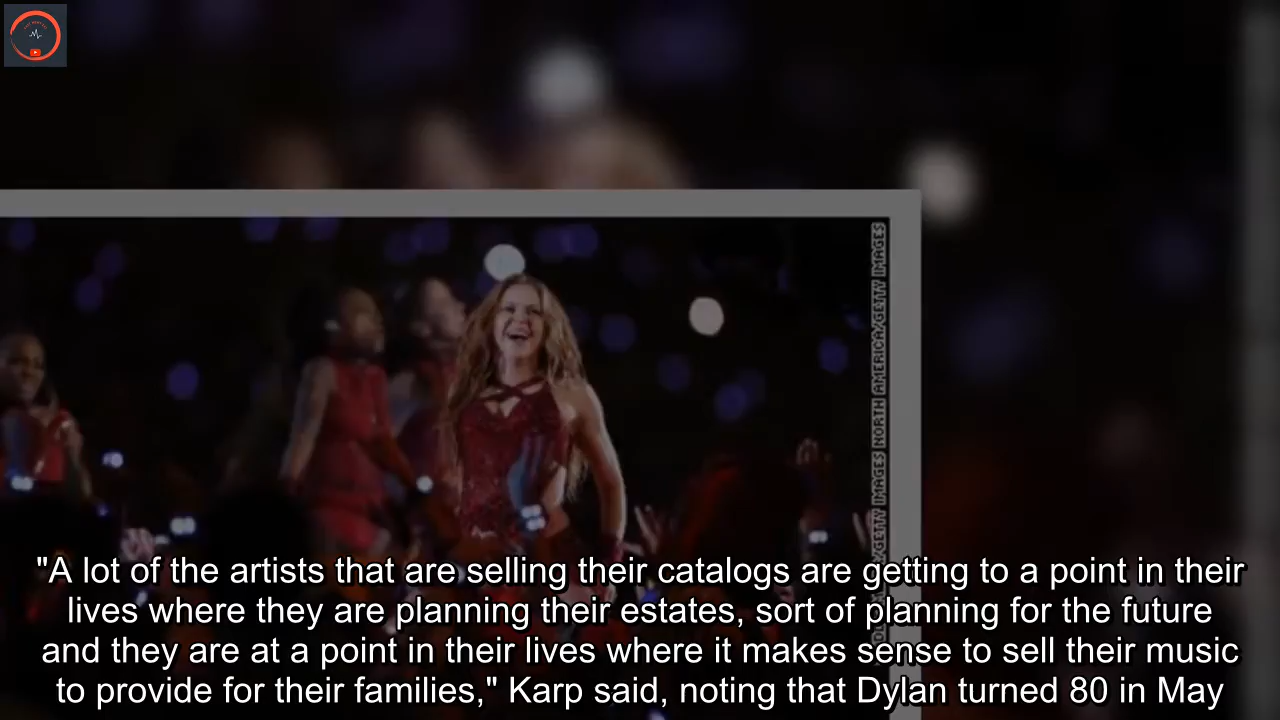 "A lot of the artists that are selling their catalogs are getting to a point in their
lives where they are planning their estates, sort of planning for the future
and they are at a point in their lives where it makes sense to sell their music
to provide for their families," Karp said, noting that Dylan turned 80 in May
/GETTY IMAGES NORTH AMERICA/GETTY IMAGES